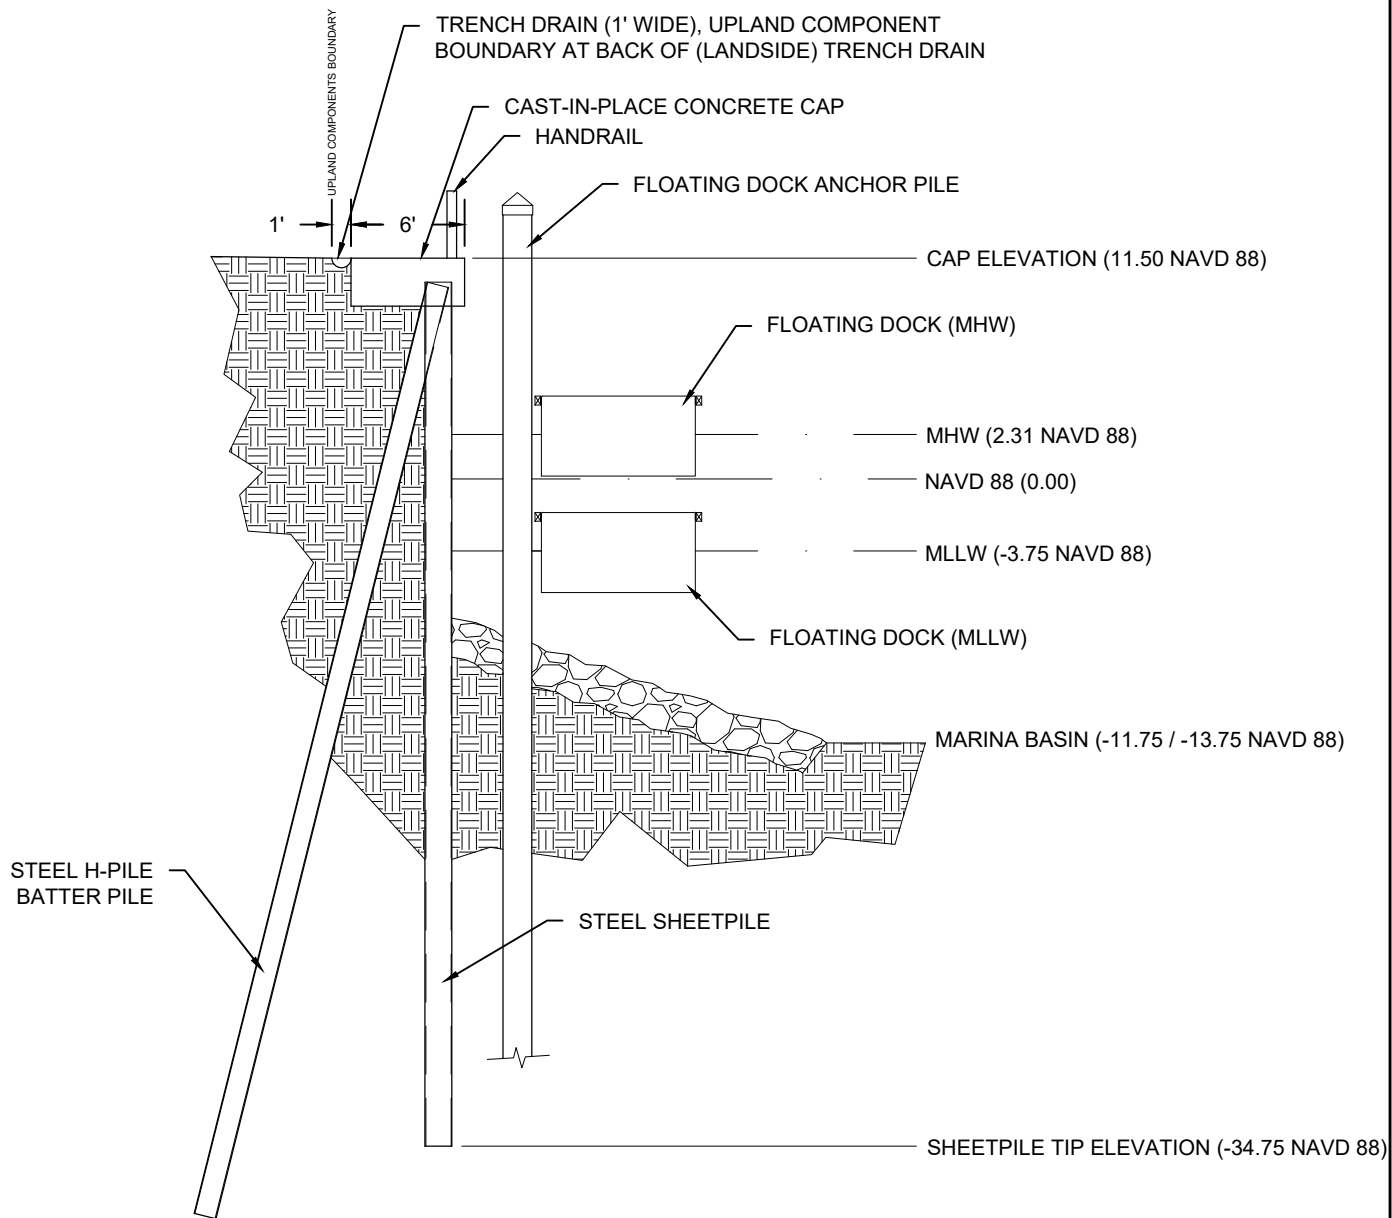 TRENCH DRAIN (1' WIDE), UPLAND COMPONENT
BOUNDARY AT BACK OF (LANDSIDE) TRENCH DRAIN
UPLAND COMPONENTS BOUNDARY
CAST-IN-PLACE CONCRETE CAP
HANDRAIL
FLOATING DOCK ANCHOR PILE
1'
6'
CAP ELEVATION (11.50 NAVD 88)
FLOATING DOCK (MHW)
MHW (2.31 NAVD 88)
NAVD 88 (0.00)
MLLW (-3.75 NAVD 88)
FLOATING DOCK (MLLW)
MARINA BASIN (-11.75 / -13.75 NAVD 88)
STEEL H-PILE
BATTER PILE
STEEL SHEETPILE
SHEETPILE TIP ELEVATION (-34.75 NAVD 88)